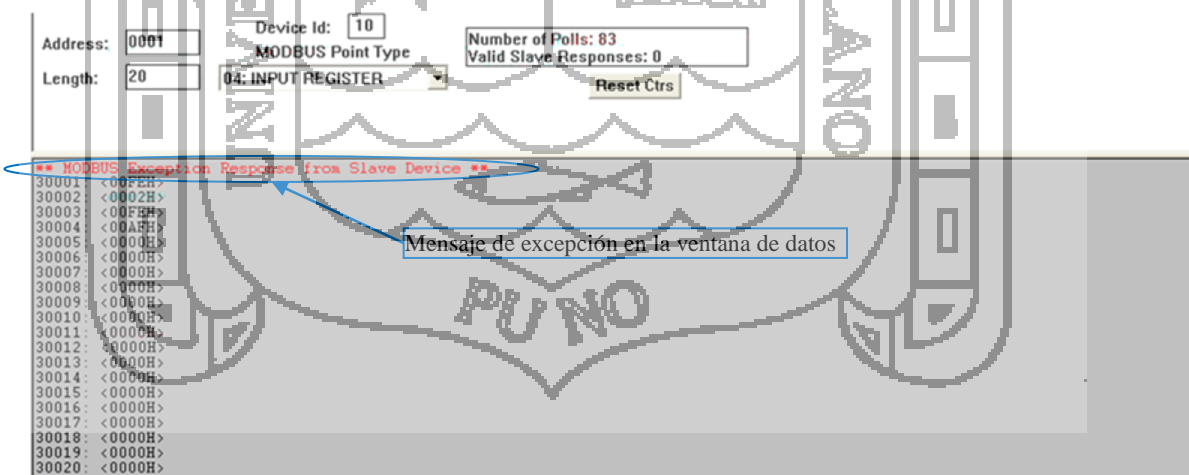 Device Id: 10
Address: 0001
MODBUS Point Type
Number of Polls: 83
Valid Slave Responses: 0
Length: 20
04: INPUT REGISTER
Reset Ctrs
** MODBUS Exception Response from Slave Device **
30001: <00FEH>
30002: <0002H>
30003: <00FEH>
30004: <00AFH>
30005: <0000H>
30006: <0000H>
30007: <0000H>
30008: <0000H>
30009: <0000H>
30010: <0000H>
30011: <0000H>
30012: <0000H>
30013: <0000H>
30014: <0000H>
30015: <0000H>
30016: <0000H>
30017: <0000H>
30018: <0000H>
30019: <0000H>
30020: <0000H>
Mensaje de excepción en la ventana de datos
PUNO